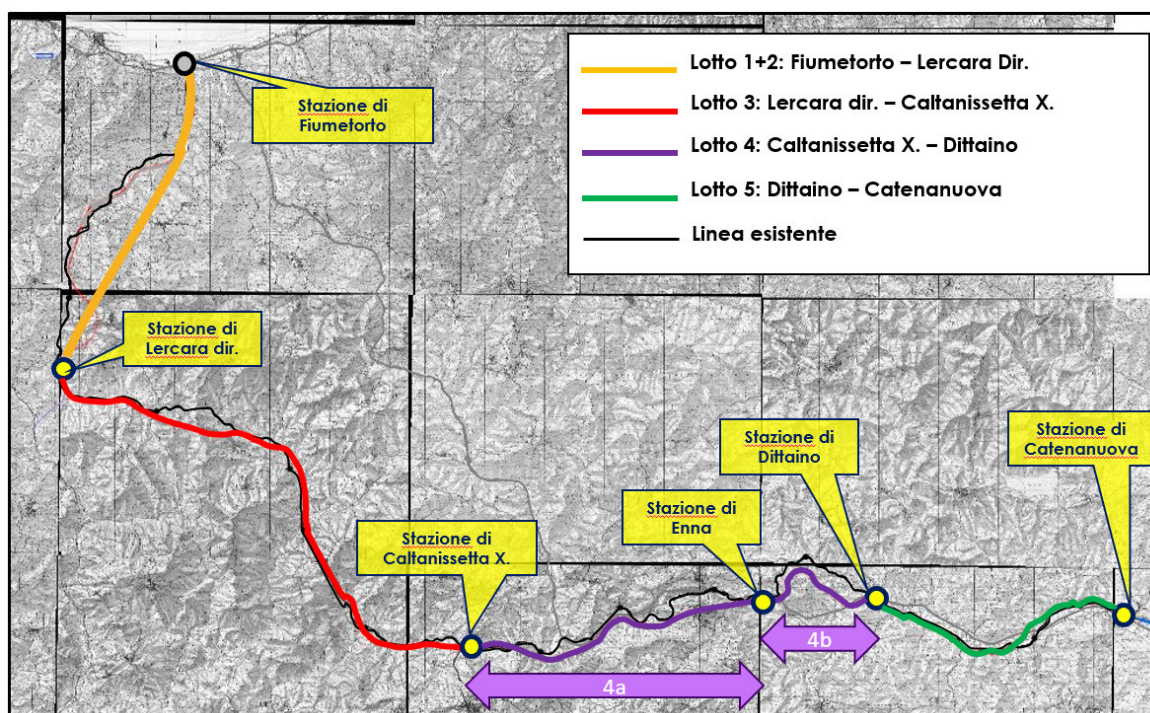 Lotto 1+2: Fiumetorto – Lercara Dir.
Lotto 3: Lercara dir. – Caltanissetta X.
Lotto 4: Caltanissetta X. – Dittaino
Lotto 5: Dittaino – Catenanuova
Linea esistente
Stazione di
Fiumetorto
Stazione di
Lercara dir.
Stazione di
Caltanissetta X.
Stazione di
Enna
Stazione di
Dittaino
Stazione di
Catenanuova
4a
4b